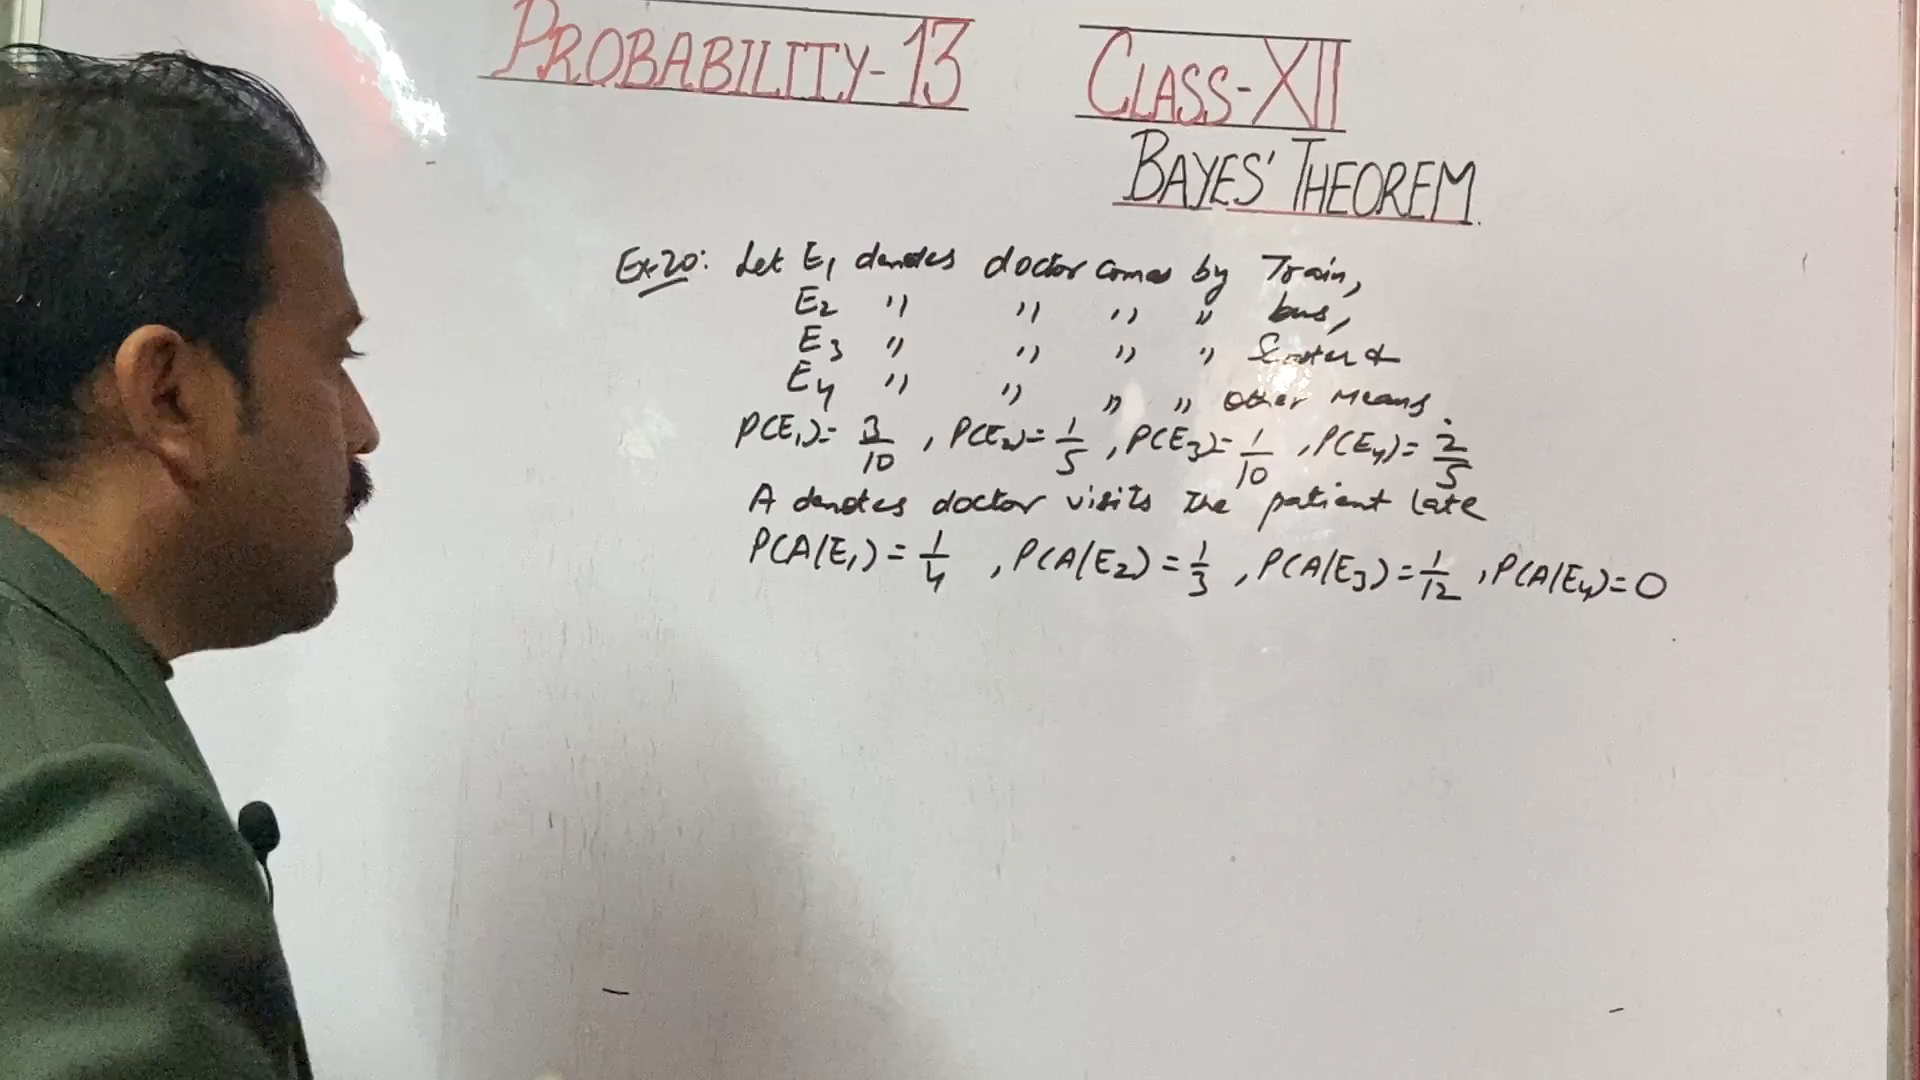 PROBABILITY-13 CLASS-XII
BAYES' THEOREM
Ex-20: Let E₁ denotes doctor comes by Train,
E₂ " " " " bus,
E₃ " " " " Scooter &
E₄ " " " " other means.
P(E₁)= 3/10 , P(E₂)= 1/5 , P(E₃)= 1/10 , P(E₄)= 2/5
A denotes doctor visits the patient late
P(A/E₁) = 1/4 , P(A/E₂) = 1/3 , P(A/E₃) = 1/12 , P(A/E₄)= 0